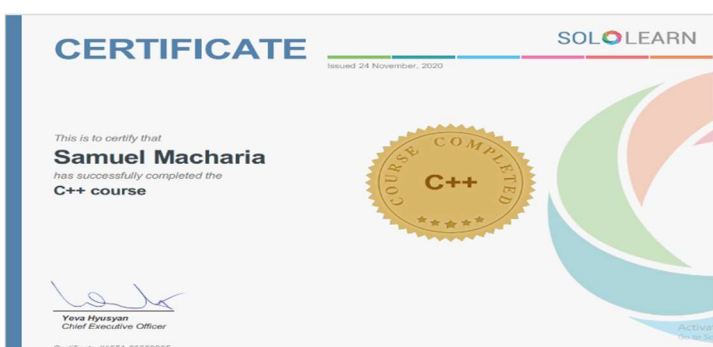 CERTIFICATE
SOLOLEARN
Issued 24 November, 2020
This is to certify that
Samuel Macharia
has successfully completed the
C++ course
COURSE COMPLETED
C++
Yeva Hyusyan
Chief Executive Officer
Activa